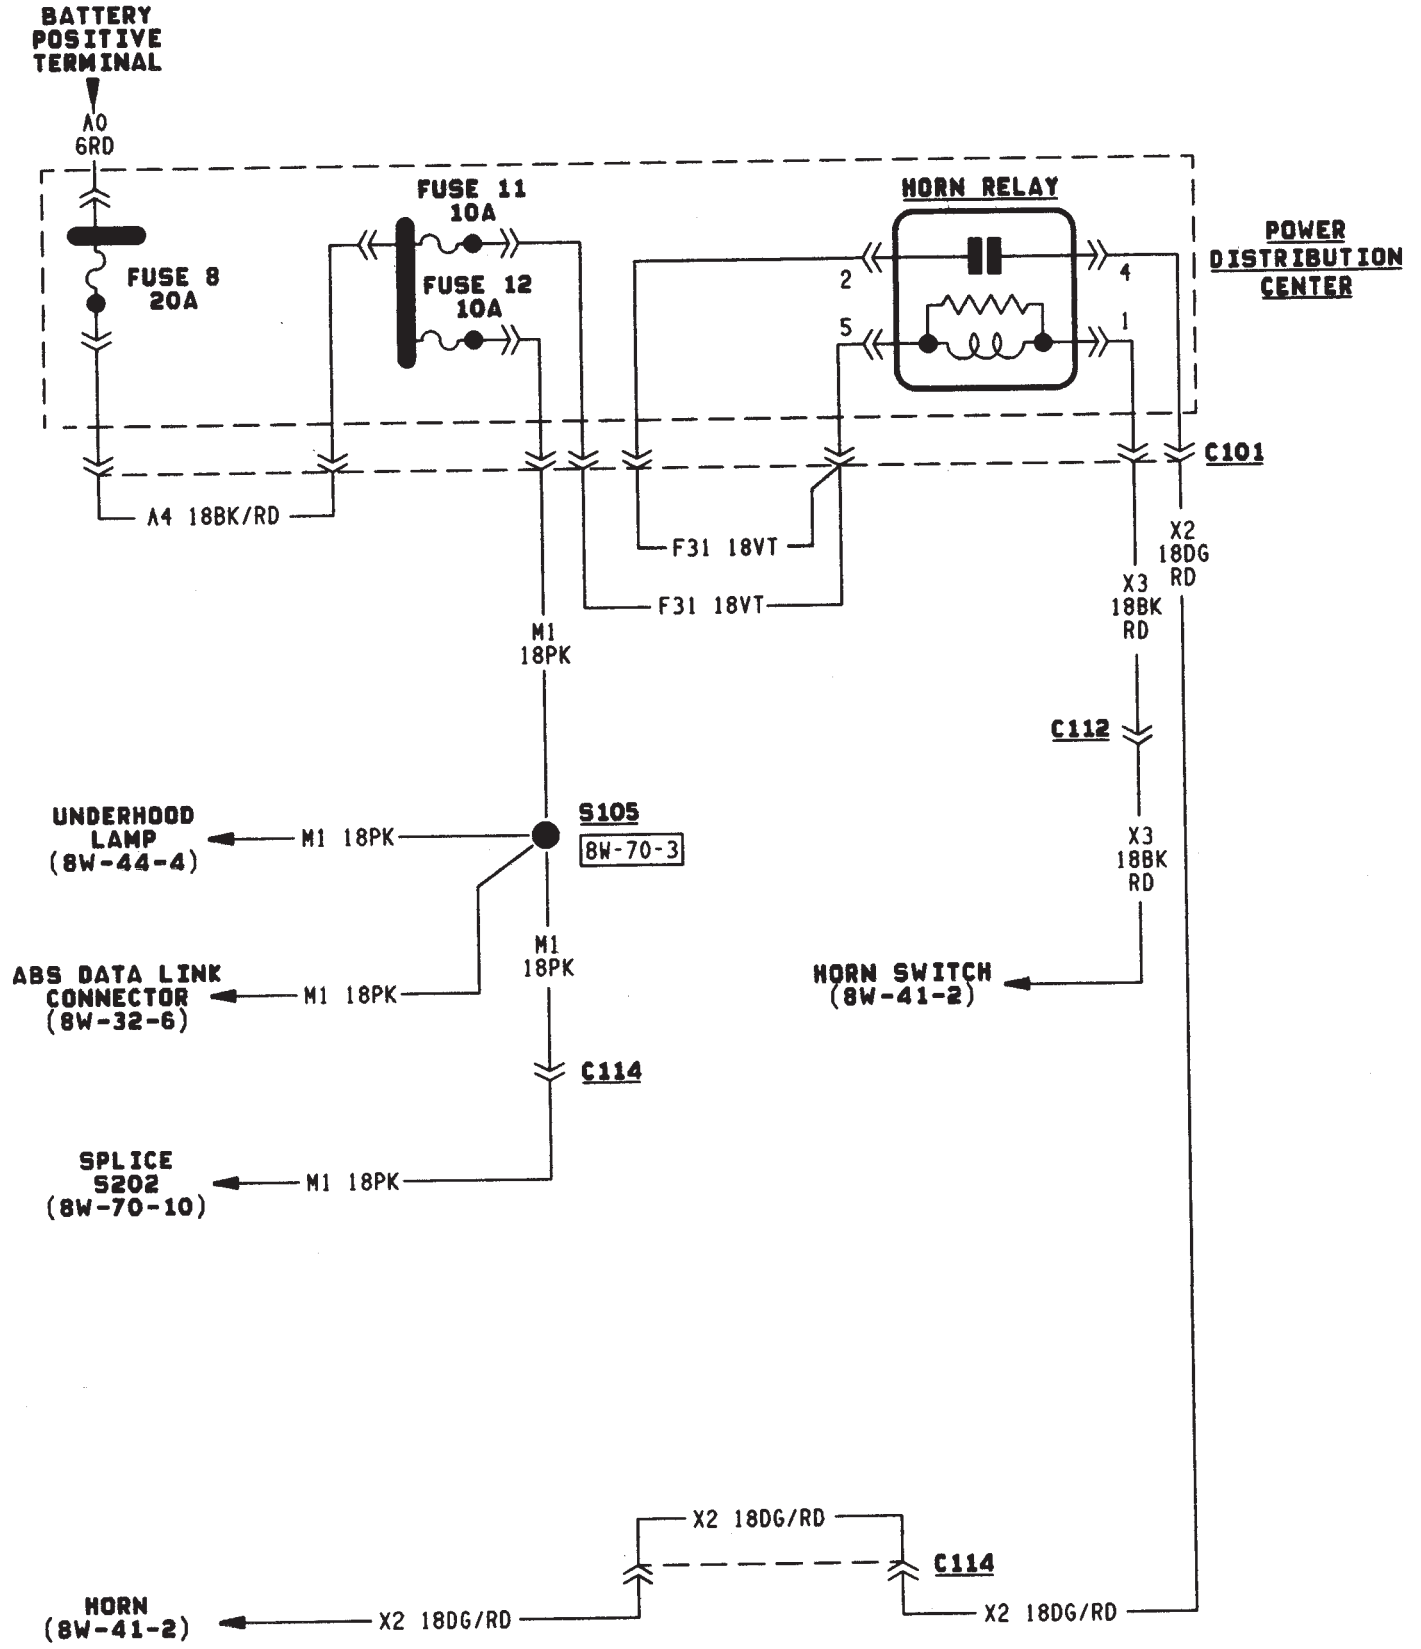 BATTERY
POSITIVE
TERMINAL
A0
6RD
FUSE 8
20A
FUSE 11
10A
FUSE 12
10A
HORN RELAY
2
4
5
1
POWER
DISTRIBUTION
CENTER
C101
A4 18BK/RD
F31 18VT
F31 18VT
X2
18DG
RD
X3
18BK
RD
M1
18PK
C112
S105
8W-70-3
UNDERHOOD
LAMP
(8W-44-4)
M1 18PK
X3
18BK
RD
M1
18PK
ABS DATA LINK
CONNECTOR
(8W-32-6)
M1 18PK
HORN SWITCH
(8W-41-2)
C114
SPLICE
S202
(8W-70-10)
M1 18PK
X2 18DG/RD
C114
HORN
(8W-41-2)
X2 18DG/RD
X2 18DG/RD